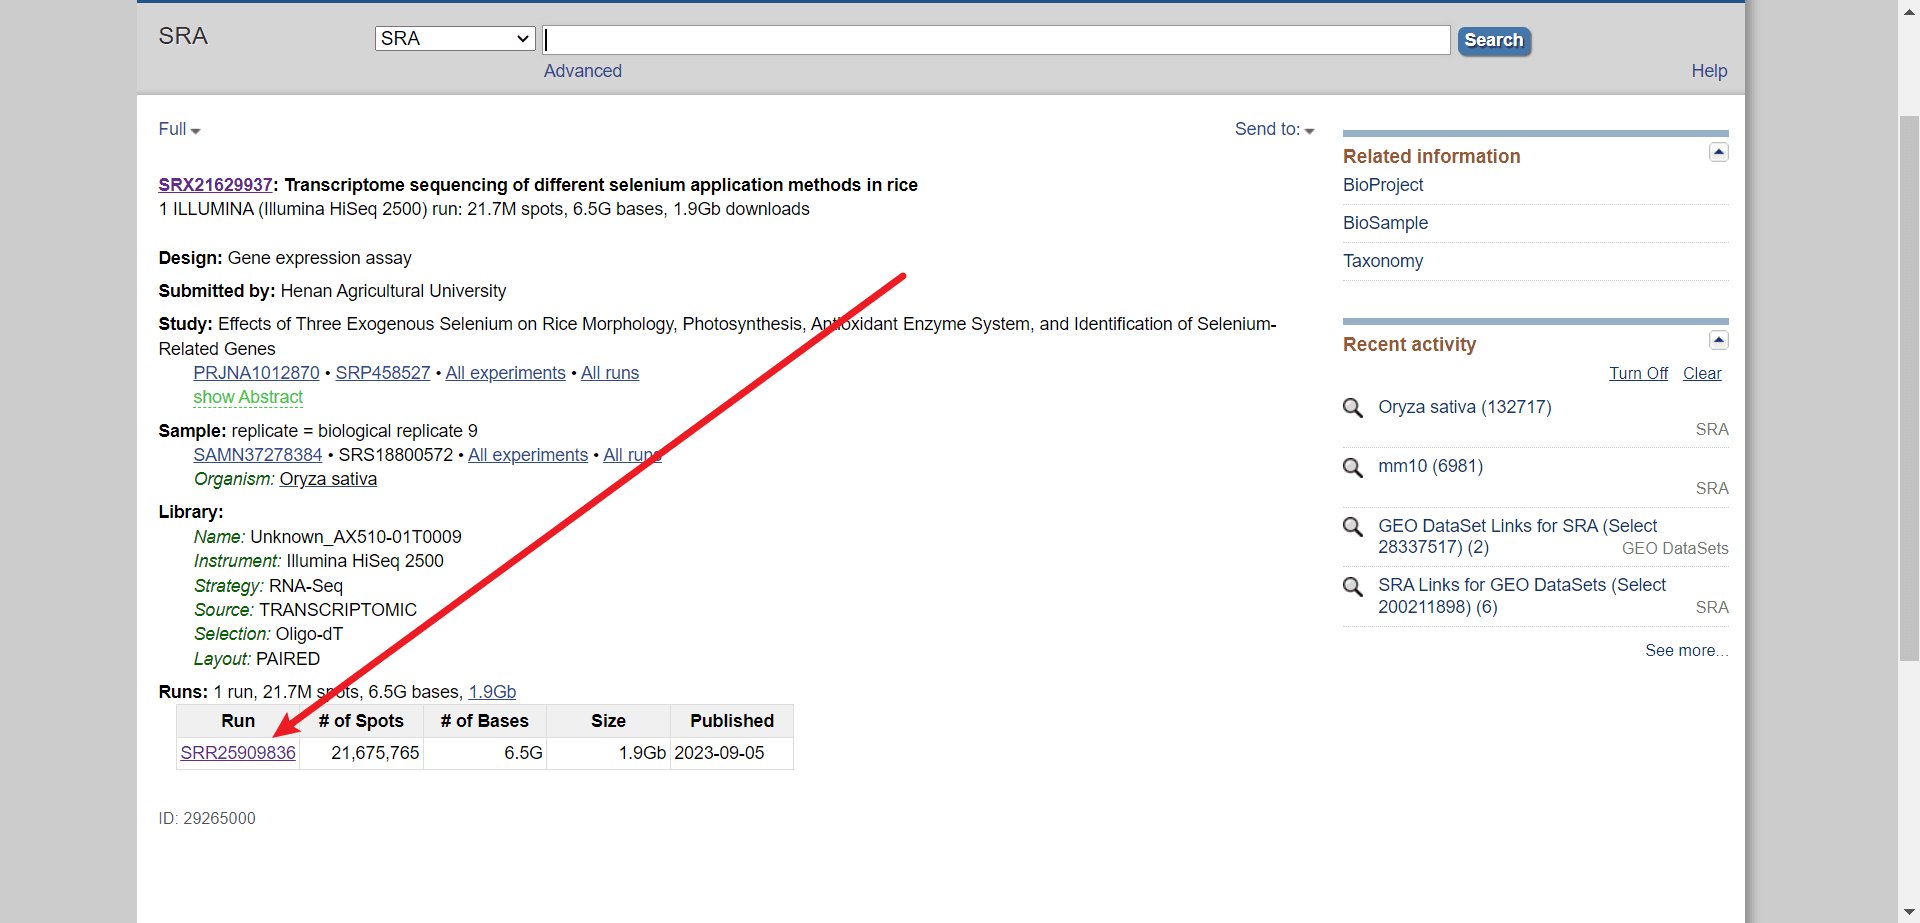 SRA
SRA
Search
Advanced
Help
Full
Send to:
SRX21629937: Transcriptome sequencing of different selenium application methods in rice
1 ILLUMINA (Illumina HiSeq 2500) run: 21.7M spots, 6.5G bases, 1.9Gb downloads
Design: Gene expression assay
Submitted by: Henan Agricultural University
Study: Effects of Three Exogenous Selenium on Rice Morphology, Photosynthesis, Antioxidant Enzyme System, and Identification of Selenium-
Related Genes
PRJNA1012870 • SRP458527 • All experiments • All runs
show Abstract
Sample: replicate = biological replicate 9
SAMN37278384 • SRS18800572 • All experiments • All runs
Organism: Oryza sativa
Library:
Name: Unknown_AX510-01T0009
Instrument: Illumina HiSeq 2500
Strategy: RNA-Seq
Source: TRANSCRIPTOMIC
Selection: Oligo-dT
Layout: PAIRED
Runs: 1 run, 21.7M spots, 6.5G bases, 1.9Gb
Run # of Spots # of Bases Size Published
SRR25909836 21,675,765 6.5G 1.9Gb 2023-09-05
ID: 29265000
Related information
BioProject
BioSample
Taxonomy
Recent activity
Turn Off Clear
Oryza sativa (132717)
SRA
mm10 (6981)
SRA
GEO DataSet Links for SRA (Select
28337517) (2)
GEO DataSets
SRA Links for GEO DataSets (Select
200211898) (6)
SRA
See more...